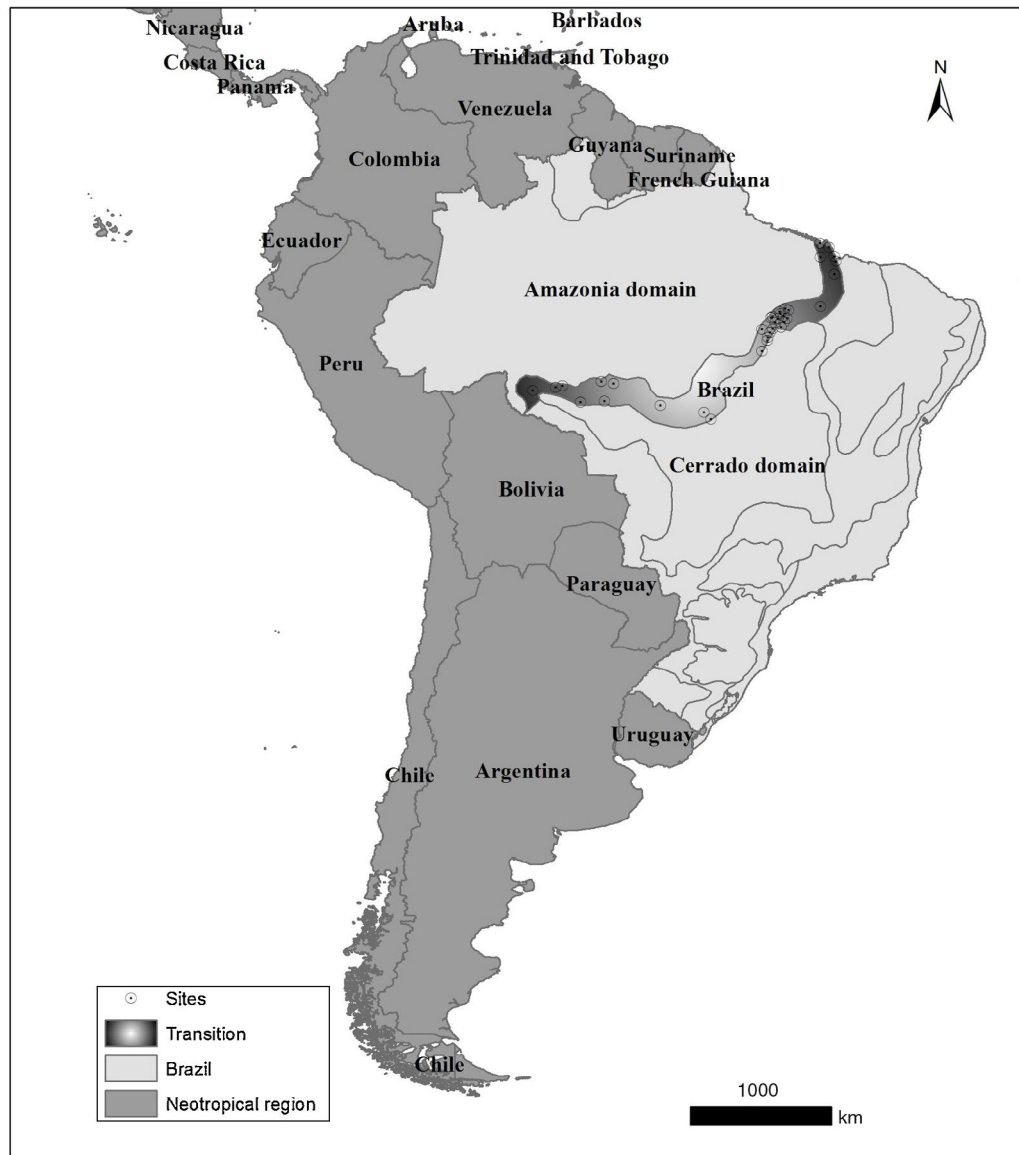 Nicaragua
Aruba
Barbados
Costa Rica
Panama
Trinidad and Tobago
Venezuela
N
Guyana
Colombia
Suriname
French Guiana
Ecuador
Amazonia domain
Peru
Brazil
Cerrado domain
Bolivia
Paraguay
Uruguay
Chile
Argentina
Sites
Transition
Brazil
Neotropical region
Chile
1000
km